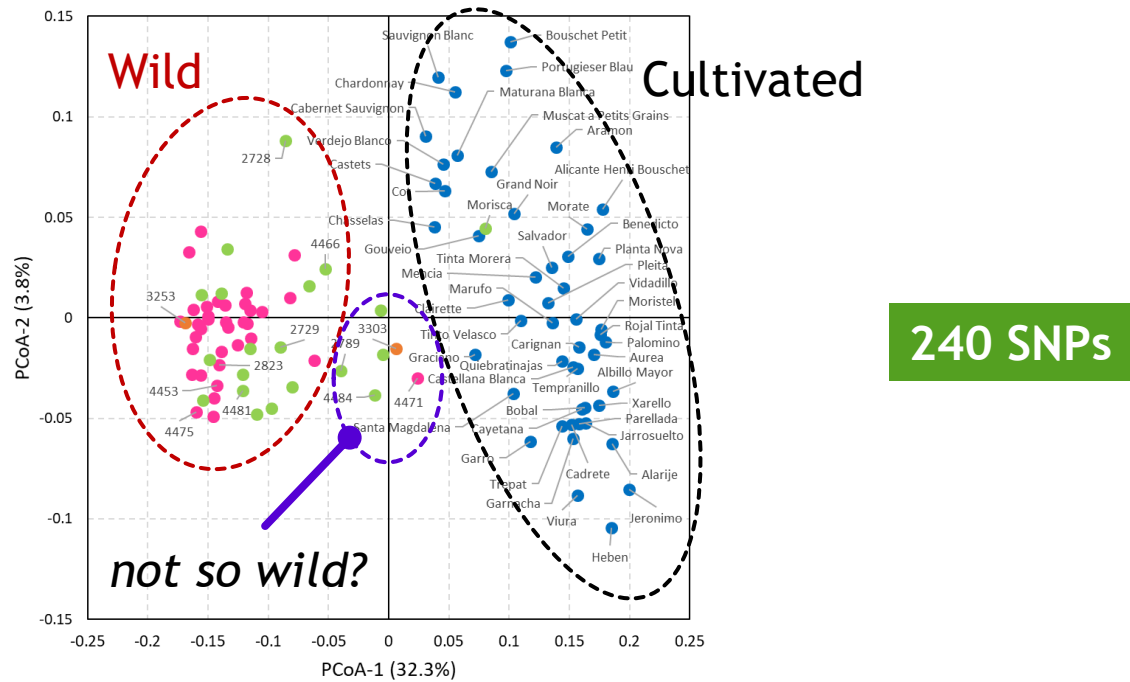 0.15
0.1
0.05
0
-0.05
-0.1
-0.15
PCoA-2 (3.8%)
Wild
Cultivated
Sauvignon Blanc
Bouschet Petit
Portugieser Blau
Chardonnay
Maturana Blanca
Cabernet Sauvignon
Muscat a Petits Grains
Aramon
Verdejo Blanco
2728
Castets
Alicante Henri Bouschet
Cot
Grand Noir
Morisca
Morate
Chasselas
Benedicto
4466
Gouveio
Salvador
Planta Nova
Tinta Morera
Pleita
Mencia
Vidadillo
3253
Marufo
Moristel
Clairette
2729
3303
Rojal Tinta
Tinto Velasco
2789
Carignan
Palomino
2823
Graciano
Aurea
Quiebratinajas
Albillo Mayor
4453
Castellana Blanca
4481
4484
4471
Tempranillo
Xarello
4475
Bobal
Parellada
Santa Magdalena
Cayetana
Jarrosuelto
Garro
Cadrete
Alarije
Trepat
Garnacha
Viura
Jeronimo
Heben
not so wild?
240 SNPs
-0.25
-0.2
-0.15
-0.1
-0.05
0
0.05
0.1
0.15
0.2
0.25
PCoA-1 (32.3%)